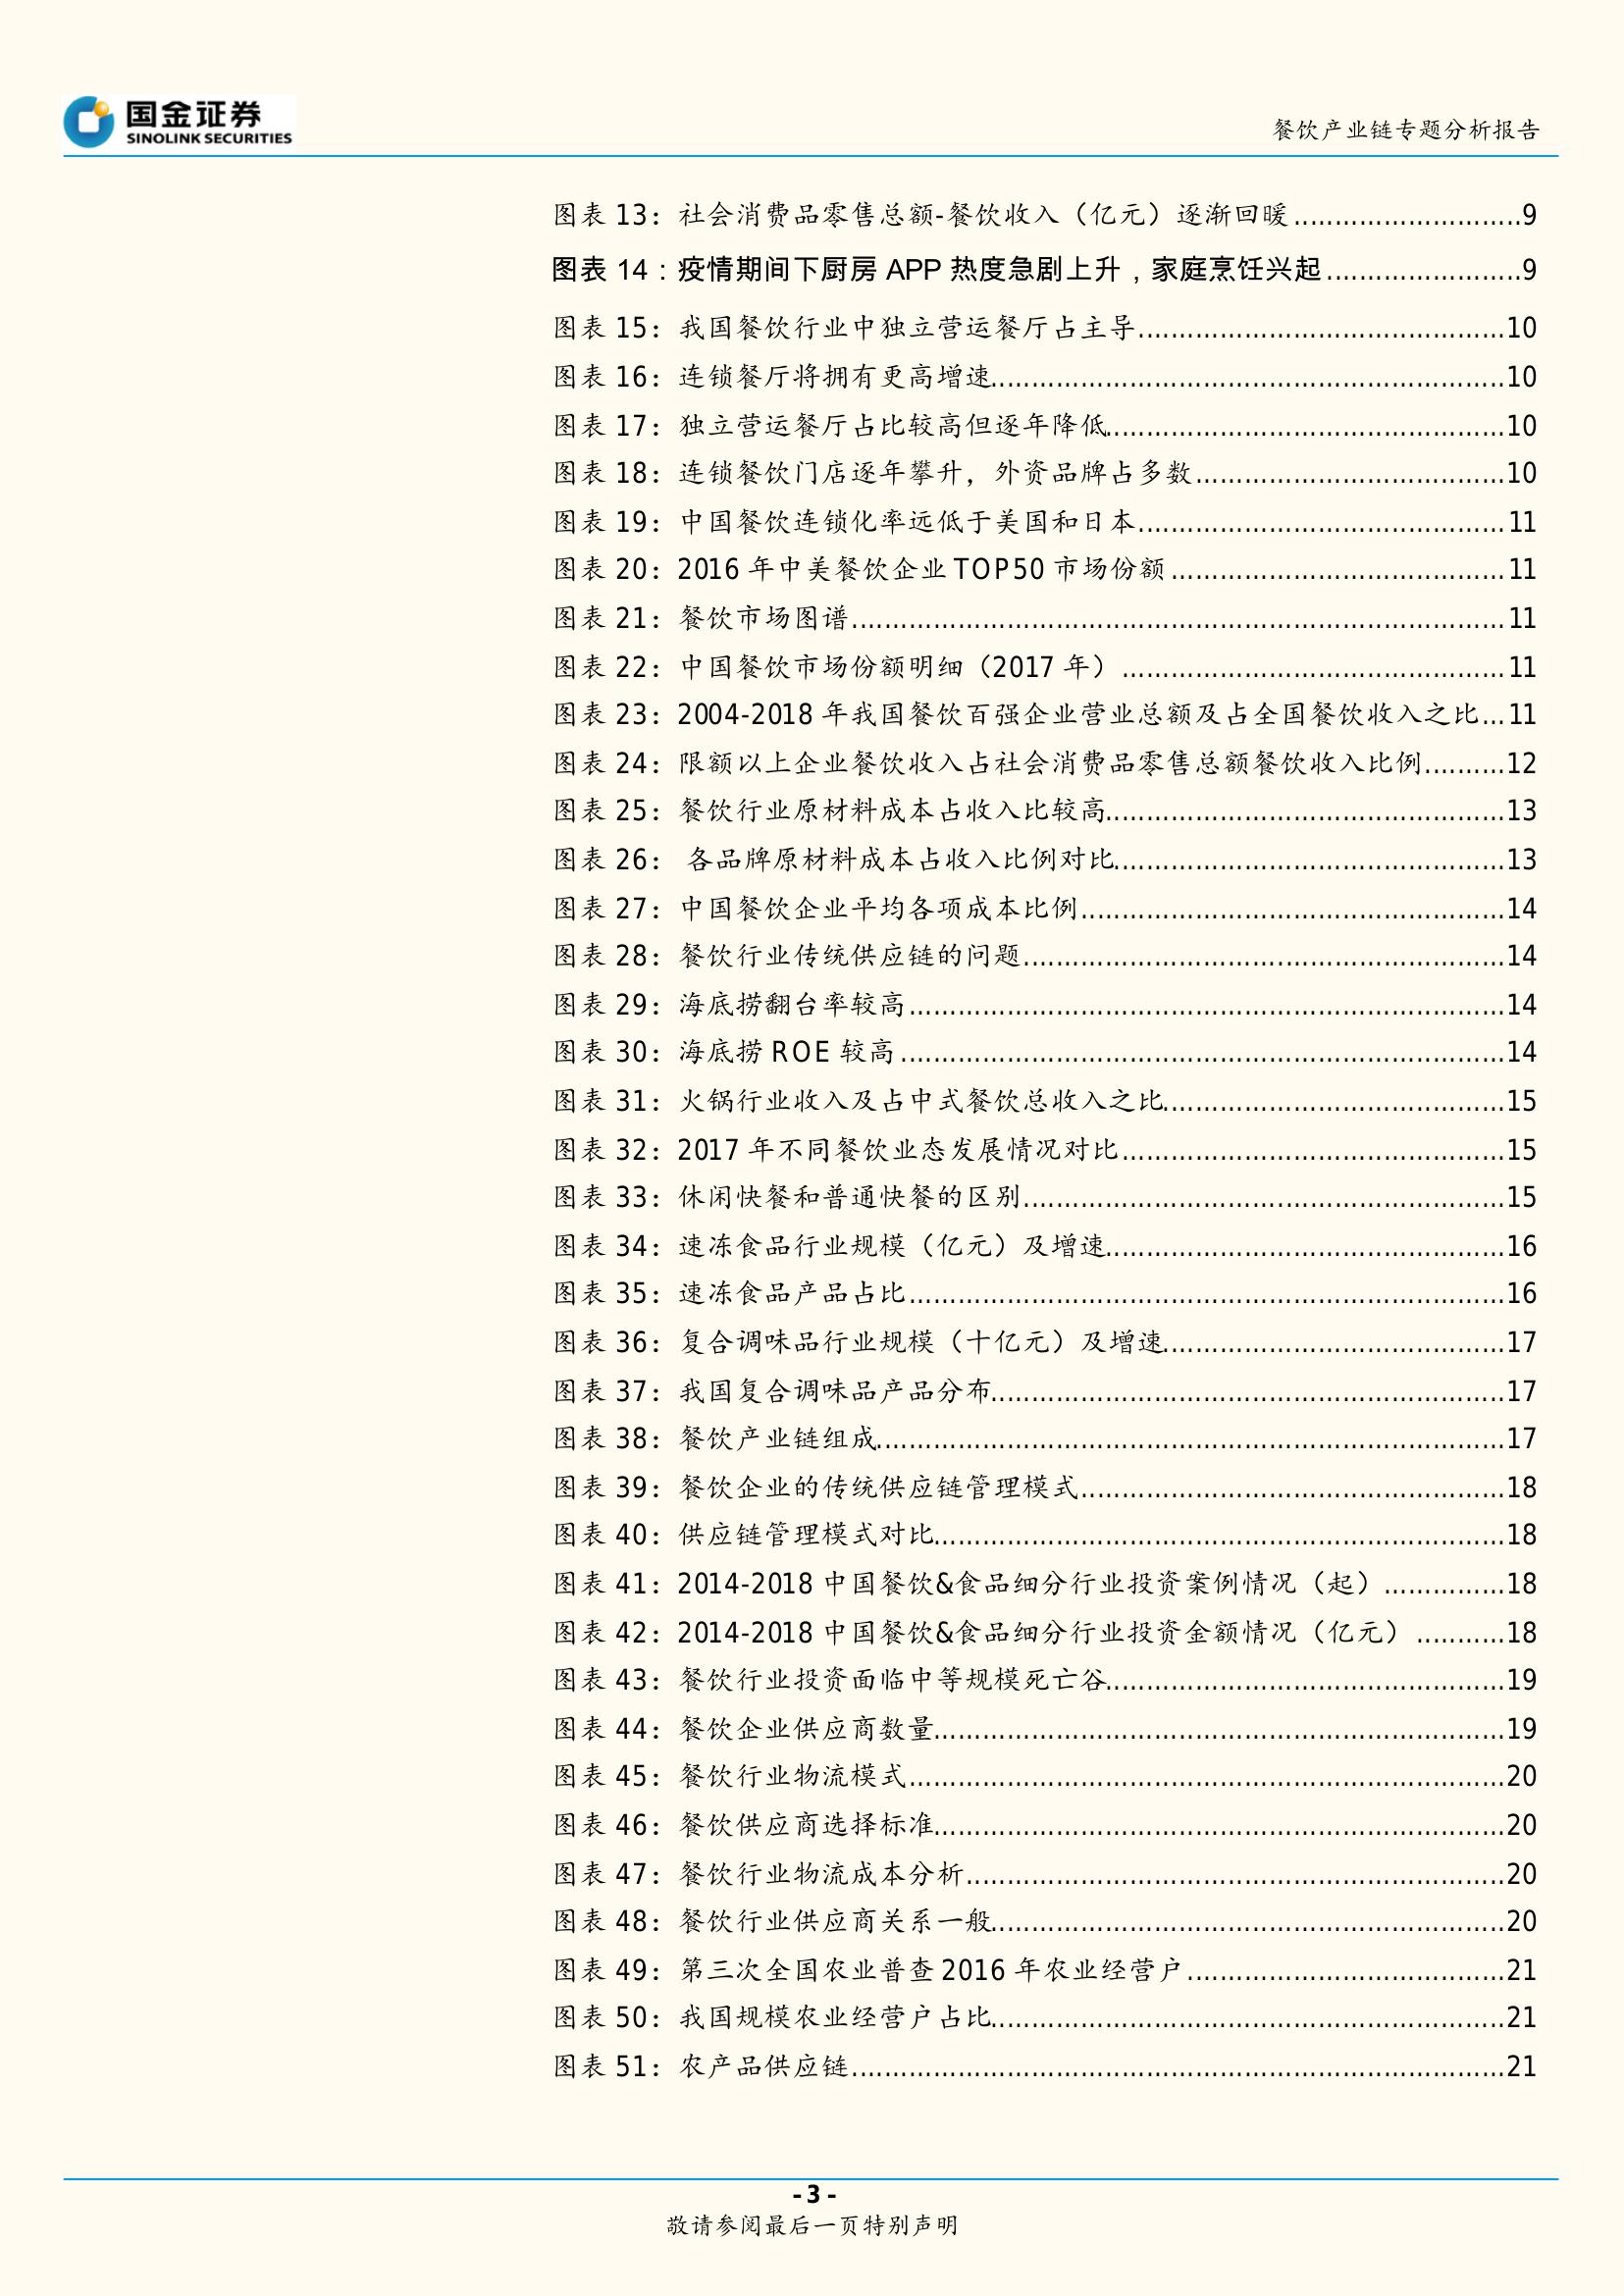 国金证券
SINOLINK SECURITIES
餐饮产业链专题分析报告
图表 13：社会消费品零售总额-餐饮收入（亿元）逐渐回暖............................9
图表 14：疫情期间下厨房 APP 热度急剧上升，家庭烹饪兴起........................9
图表 15：我国餐饮行业中独立营运餐厅占主导.............................................10
图表 16：连锁餐厅将拥有更高增速...............................................................10
图表 17：独立营运餐厅占比较高但逐年降低.................................................10
图表 18：连锁餐饮门店逐年攀升，外资品牌占多数......................................10
图表 19：中国餐饮连锁化率远低于美国和日本.............................................11
图表 20：2016 年中美餐饮企业 TOP50 市场份额.........................................11
图表 21：餐饮市场图谱................................................................................11
图表 22：中国餐饮市场份额明细（2017 年）...............................................11
图表 23：2004-2018 年我国餐饮百强企业营业总额及占全国餐饮收入之比...11
图表 24：限额以上企业餐饮收入占社会消费品零售总额餐饮收入比例..........12
图表 25：餐饮行业原材料成本占收入比较高.................................................13
图表 26： 各品牌原材料成本占收入比例对比................................................13
图表 27：中国餐饮企业平均各项成本比例....................................................14
图表 28：餐饮行业传统供应链的问题...........................................................14
图表 29：海底捞翻台率较高.........................................................................14
图表 30：海底捞 ROE 较高..........................................................................14
图表 31：火锅行业收入及占中式餐饮总收入之比..........................................15
图表 32：2017 年不同餐饮业态发展情况对比...............................................15
图表 33：休闲快餐和普通快餐的区别...........................................................15
图表 34：速冻食品行业规模（亿元）及增速.................................................16
图表 35：速冻食品产品占比.........................................................................16
图表 36：复合调味品行业规模（十亿元）及增速..........................................17
图表 37：我国复合调味品产品分布...............................................................17
图表 38：餐饮产业链组成.............................................................................17
图表 39：餐饮企业的传统供应链管理模式....................................................18
图表 40：供应链管理模式对比......................................................................18
图表 41：2014-2018 中国餐饮&食品细分行业投资案例情况（起）...............18
图表 42：2014-2018 中国餐饮&食品细分行业投资金额情况（亿元）...........18
图表 43：餐饮行业投资面临中等规模死亡谷.................................................19
图表 44：餐饮企业供应商数量......................................................................19
图表 45：餐饮行业物流模式.........................................................................20
图表 46：餐饮供应商选择标准......................................................................20
图表 47：餐饮行业物流成本分析..................................................................20
图表 48：餐饮行业供应商关系一般...............................................................20
图表 49：第三次全国农业普查 2016 年农业经营户.......................................21
图表 50：我国规模农业经营户占比...............................................................21
图表 51：农产品供应链................................................................................21
- 3 -
敬请参阅最后一页特别声明